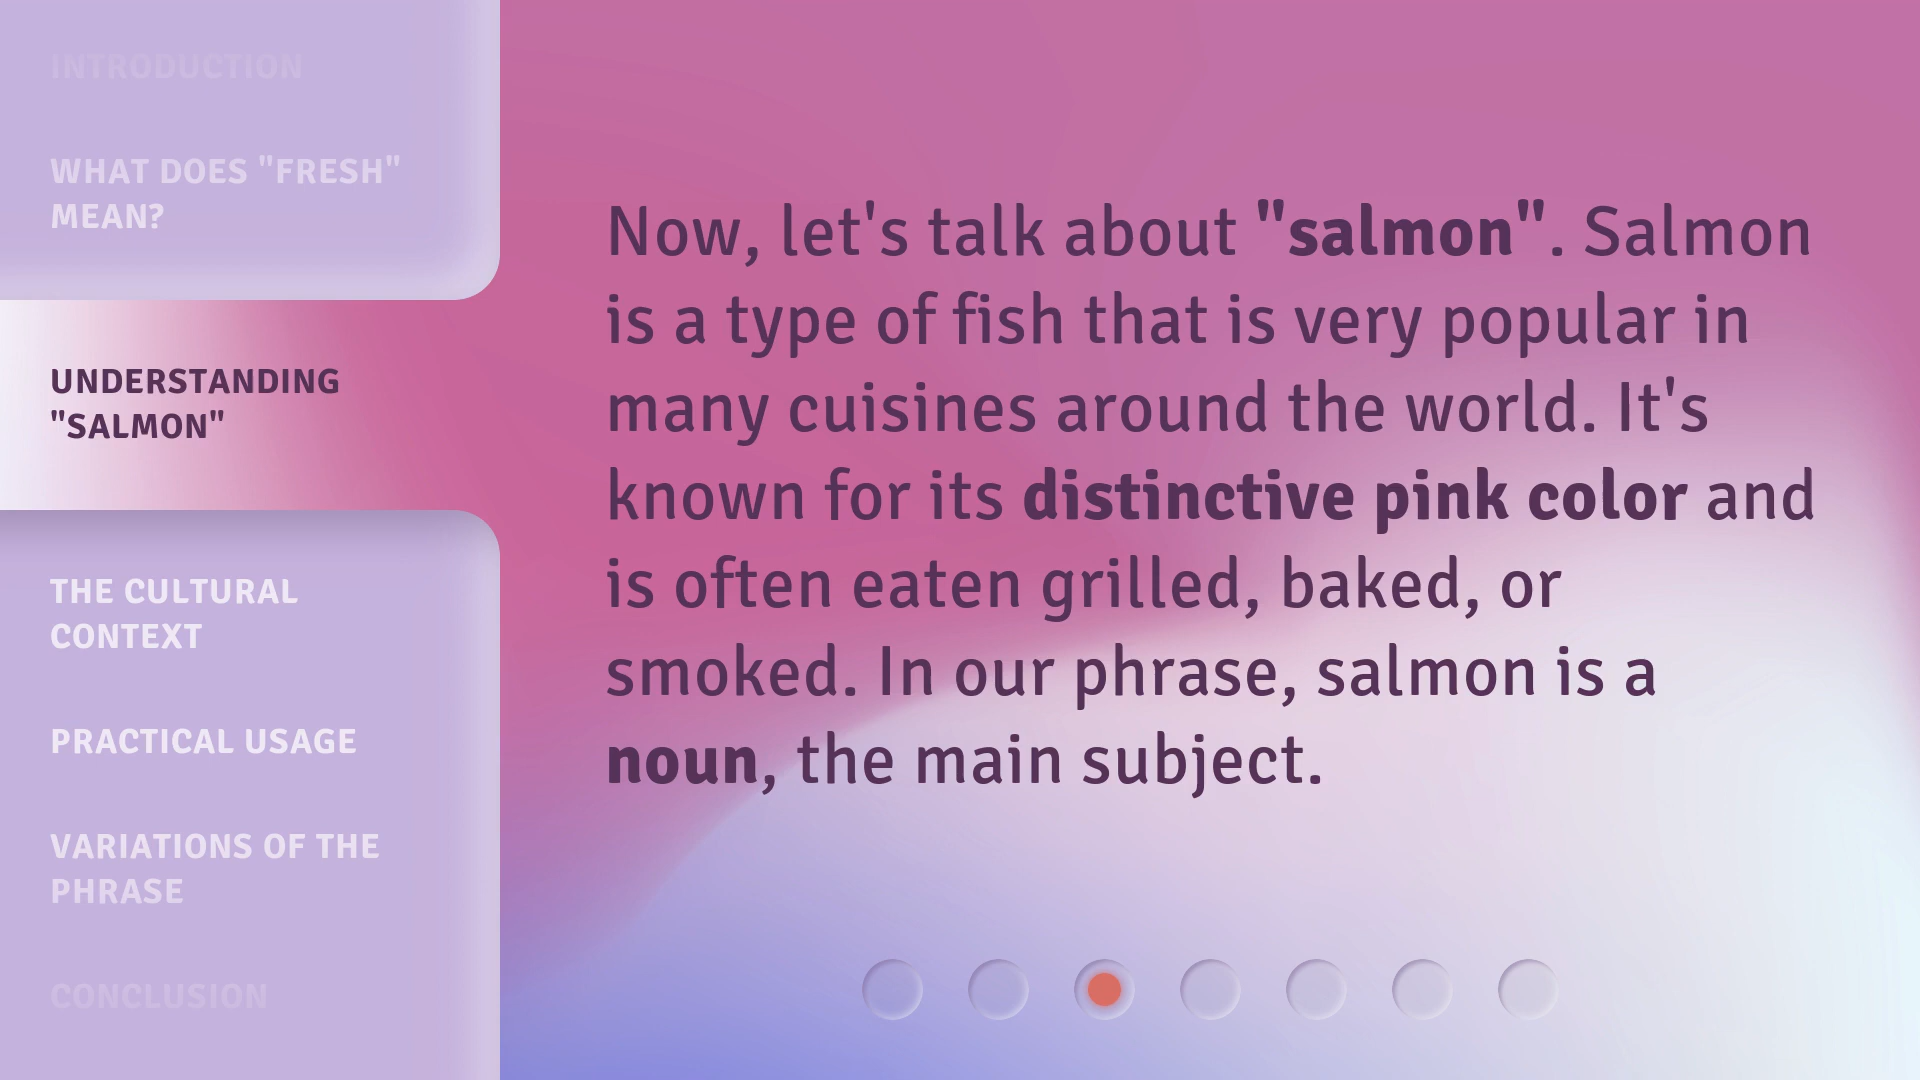 INTRODUCTION
WHAT DOES "FRESH"
MEAN?
UNDERSTANDING
"SALMON"
THE CULTURAL
CONTEXT
PRACTICAL USAGE
VARIATIONS OF THE
PHRASE
CONCLUSION
Now, let's talk about "salmon". Salmon
is a type of fish that is very popular in
many cuisines around the world. It's
known for its distinctive pink color and
is often eaten grilled, baked, or
smoked. In our phrase, salmon is a
noun, the main subject.